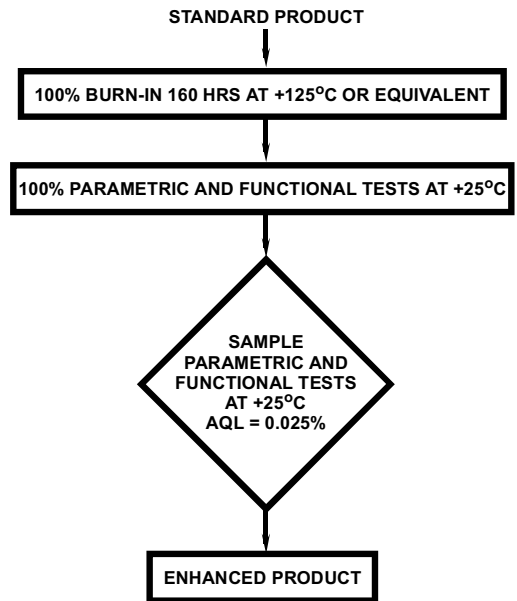 STANDARD PRODUCT
100% BURN-IN 160 HRS AT +125°C OR EQUIVALENT
100% PARAMETRIC AND FUNCTIONAL TESTS AT +25°C
SAMPLE
PARAMETRIC AND
FUNCTIONAL TESTS
AT +25°C
AQL = 0.025%
ENHANCED PRODUCT